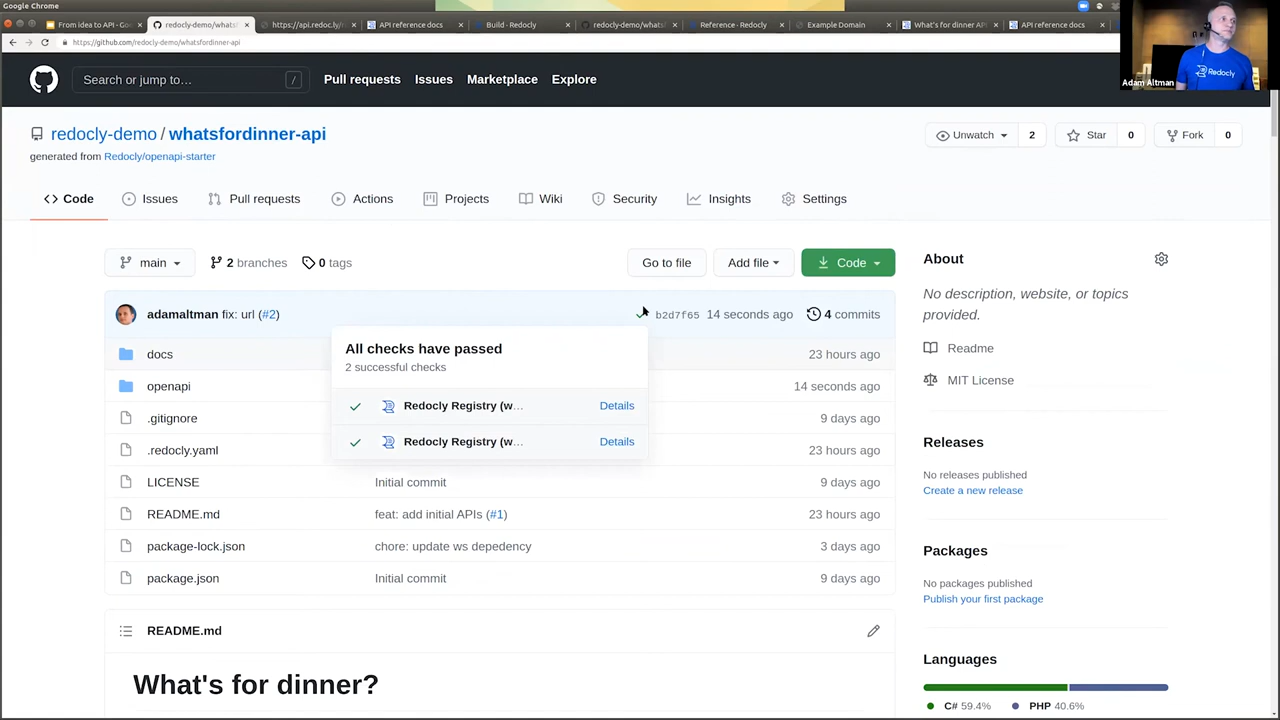 Google Chrome
From idea to API - Goo
redocly-demo/whatsf
https://api.redoc.ly/r
API reference docs
Build - Redocly
redocly-demo/whats
Reference · Redocly
Example Domain
What's for dinner API
API reference docs
https://github.com/redocly-demo/whatsfordinner-api
Redocly
Adam Altman
Search or jump to…
/
Pull requests
Issues
Marketplace
Explore
redocly-demo / whatsfordinner-api
generated from Redocly/openapi-starter
Unwatch
2
Star
0
Fork
0
Code
Issues
Pull requests
Actions
Projects
Wiki
Security
Insights
Settings
main
2 branches
0 tags
Go to file
Add file
Code
adamaltman fix: url (#2)
b2d7f65
14 seconds ago
4 commits
All checks have passed
2 successful checks
Redocly Registry (w...
Details
Redocly Registry (w...
Details
docs
23 hours ago
openapi
14 seconds ago
.gitignore
9 days ago
.redocly.yaml
23 hours ago
LICENSE
Initial commit
9 days ago
README.md
feat: add initial APIs (#1)
23 hours ago
package-lock.json
chore: update ws depedency
3 days ago
package.json
Initial commit
9 days ago
README.md
What's for dinner?
About
No description, website, or topics
provided.
Readme
MIT License
Releases
No releases published
Create a new release
Packages
No packages published
Publish your first package
Languages
C# 59.4%
PHP 40.6%